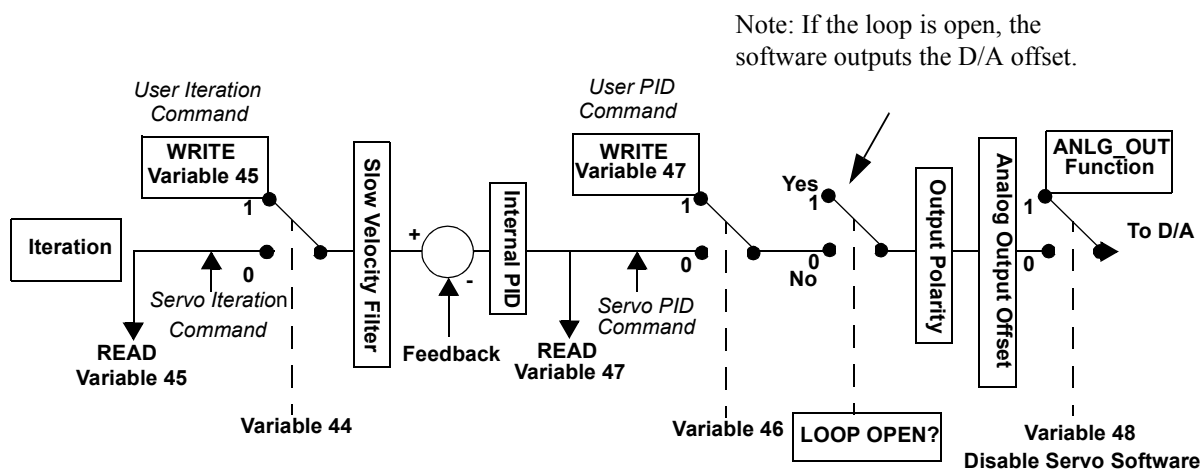 Note: If the loop is open, the
software outputs the D/A offset.
User Iteration
Command
WRITE
Variable 45
1
0
Iteration
Servo Iteration
Command
READ
Variable 45
Variable 44
Slow Velocity Filter
+
-
Feedback
Internal PID
User PID
Command
WRITE
Variable 47
1
0
Servo PID
Command
READ
Variable 47
Variable 46
Yes
1
0
No
LOOP OPEN?
Output Polarity
Analog Output Offset
ANLG_OUT
Function
1
0
To D/A
Variable 48
Disable Servo Software